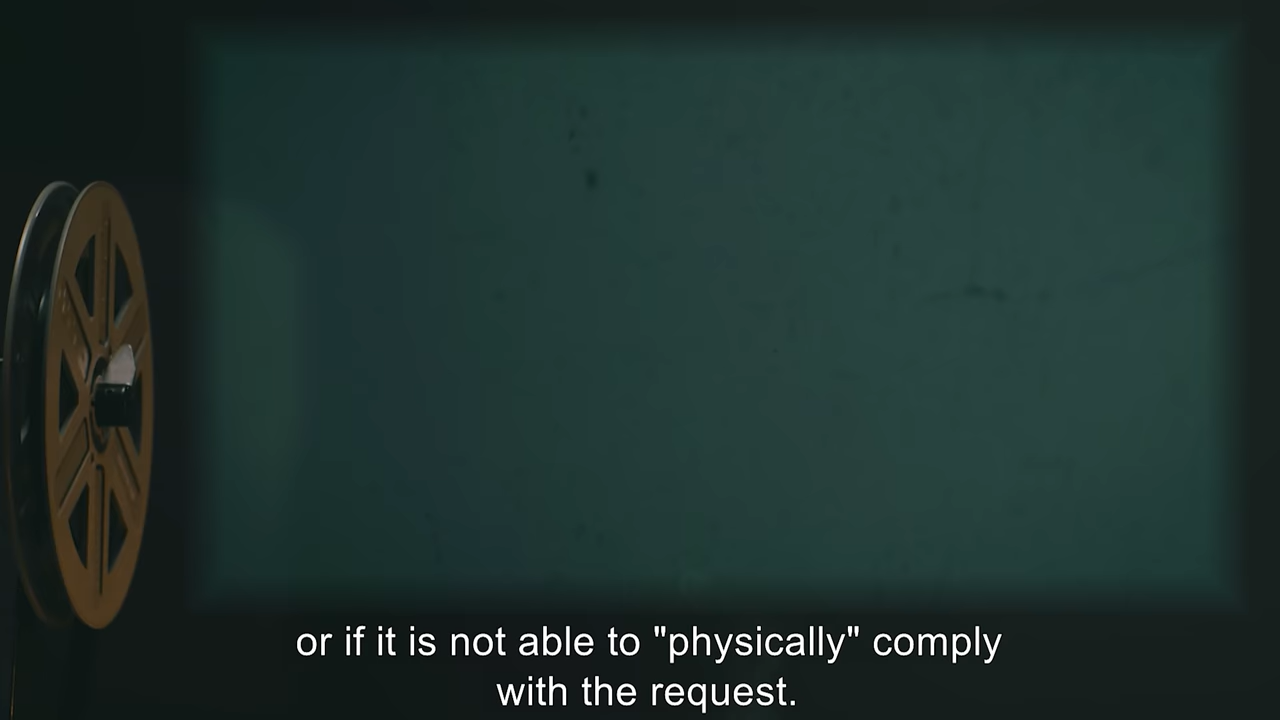 or if it is not able to "physically" comply
with the request.